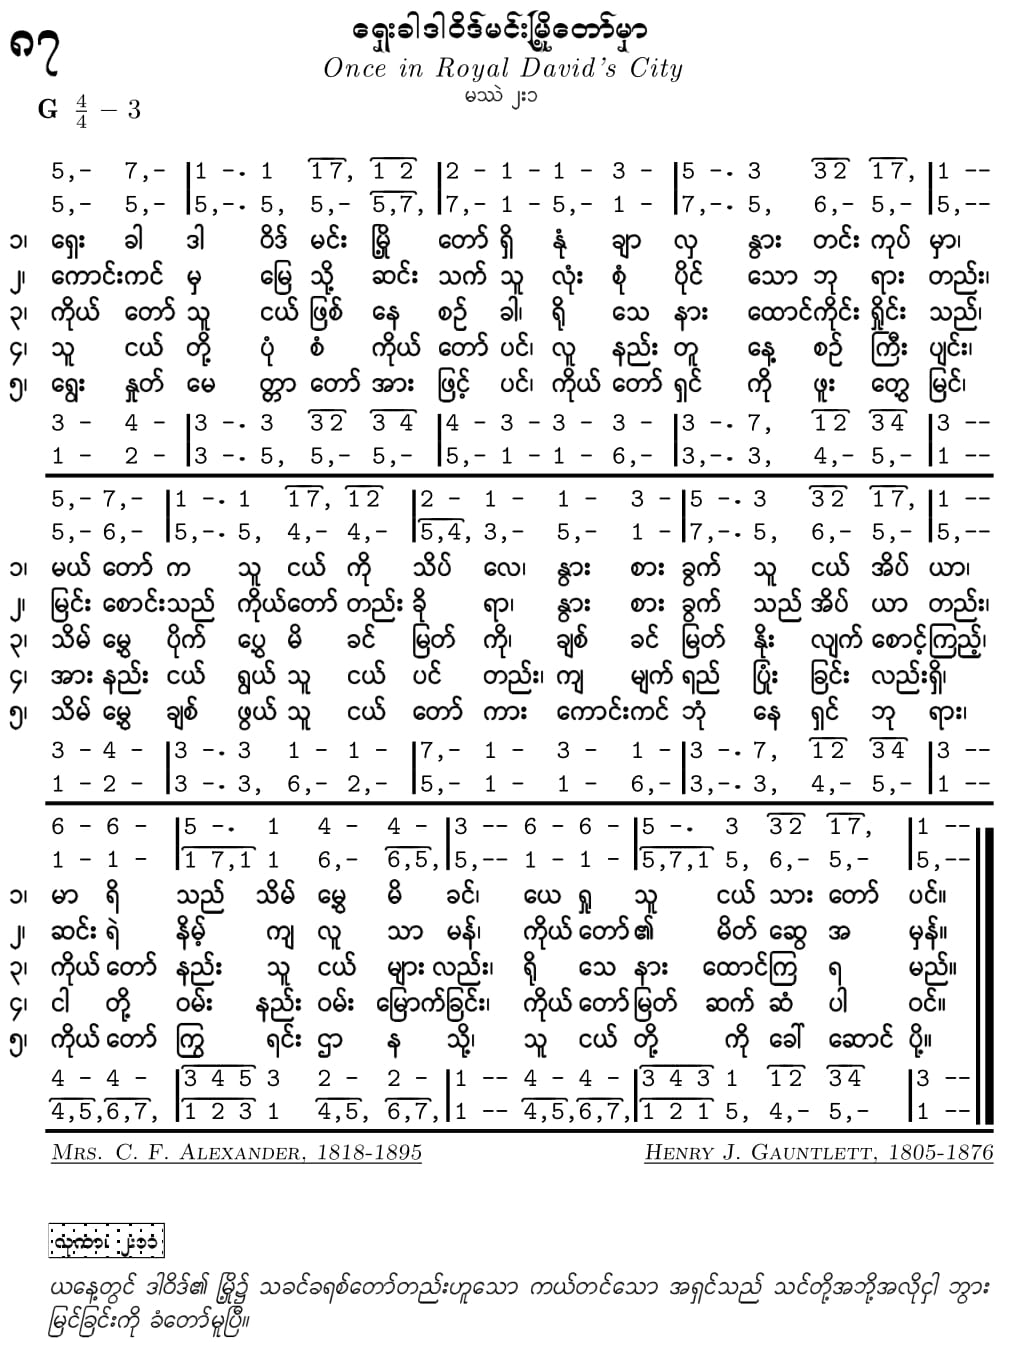 ၈၇
ရှေးခါဒါဝိဒ်မင်းမြို့တော်မှာ
Once in Royal David's City
မဿဲ ၂း၁
G 4/4 – 3
5,– 7,– |1 –. 1 17, 1 2 |2 – 1 – 1 – 3 – |5 –. 3 32 17, |1 ––
5,– 5,– |5,–. 5, 5,– 5,7, |7,– 1 – 5,– 1 – |7,–. 5, 6,– 5,– |5,––
၁၊ ရှေး ခါ ဒါ ဝိဒ် မင်း မြို့ တော် ရှိ နုံ ချာ လှ နွား တင်း ကုပ် မှာ၊
၂၊ ကောင်းကင် မှ မြေ သို့ ဆင်း သက် သူ လုံး စုံ ပိုင် သော ဘု ရား တည်း၊
၃၊ ကိုယ် တော် သူ ငယ် ဖြစ် နေ စဉ် ခါ၊ ရို သေ နား ထောင်ကိုင်း ရှိုင်း သည်၊
၄၊ သူ ငယ် တို့ ပုံ စံ ကိုယ် တော် ပင်၊ လူ နည်း တူ နေ့ စဉ် ကြီး ပျင်း၊
၅၊ ရွေး နှုတ် မေ တ္တာ တော် အား ဖြင့် ပင်၊ ကိုယ် တော် ရှင် ကို ဖူး တွေ့ မြင်၊
3 – 4 – |3 –. 3 32 3 4 |4 – 3 – 3 – 3 – |3 –. 7, 12 34 |3 ––
1 – 2 – |3 –. 5, 5,– 5,– |5,– 1 – 1 – 6,– |3,–. 3, 4,– 5,– |1 ––
5,– 7,– |1 –. 1 17, 12 |2 – 1 – 1 – 3 – |5 –. 3 32 17, |1 ––
5,– 6,– |5,–. 5, 4,– 4,– |5,4, 3,– 5,– 1 – |7,–. 5, 6,– 5,– |5,––
၁၊ မယ် တော် က သူ ငယ် ကို သိပ် လေ၊ နွား စား ခွက် သူ ငယ် အိပ် ယာ၊
၂၊ မြင်း စောင်းသည် ကိုယ်တော် တည်း ခို ရာ၊ နွား စား ခွက် သည် အိပ် ယာ တည်း၊
၃၊ သိမ် မွေ့ ပိုက် ပွေ့ မိ ခင် မြတ် ကို၊ ချစ် ခင် မြတ် နိုး လျက် စောင့်ကြည့်၊
၄၊ အား နည်း ငယ် ရွယ် သူ ငယ် ပင် တည်း၊ ကျ မျက် ရည် ပြုံး ခြင်း လည်းရှိ၊
၅၊ သိမ် မွေ့ ချစ် ဖွယ် သူ ငယ် တော် ကား ကောင်းကင် ဘုံ နေ ရှင် ဘု ရား၊
3 – 4 – |3 –. 3 1 – 1 – |7,– 1 – 3 – 1 – |3 –. 7, 12 34 |3 ––
1 – 2 – |3 –. 3, 6,– 2,– |5,– 1 – 1 – 6,– |3,–. 3, 4,– 5,– |1 ––
6 – 6 – |5 –. 1 4 – 4 – |3 –– 6 – 6 – |5 –. 3 32 17, |1 ––
1 – 1 – |1 7,1 1 6,– 6,5, |5,–– 1 – 1 – |5,7,1 5, 6,– 5,– |5,––
၁၊ မာ ရိ သည် သိမ် မွေ့ မိ ခင်၊ ယေ ရှု သူ ငယ် သား တော် ပင်။
၂၊ ဆင်း ရဲ နိမ့် ကျ လူ သာ မန်၊ ကိုယ် တော် ၏ မိတ် ဆွေ အ မှန်။
၃၊ ကိုယ် တော် နည်း သူ ငယ် များ လည်း၊ ရို သေ နား ထောင်ကြ ရ မည်။
၄၊ ငါ တို့ ဝမ်း နည်း ဝမ်း မြောက်ခြင်း၊ ကိုယ် တော် မြတ် ဆက် ဆံ ပါ ဝင်။
၅၊ ကိုယ် တော် ကြွ ရင်း ဌာ န သို့၊ သူ ငယ် တို့ ကို ခေါ် ဆောင် ပို့။
4 – 4 – |3 4 5 3 2 – 2 – |1 –– 4 – 4 – |3 4 3 1 12 34 |3 ––
4,5,6,7, |1 2 3 1 4,5, 6,7, |1 –– 4,5,6,7, |1 2 1 5, 4,– 5,– |1 ––
Mrs. C. F. Alexander, 1818-1895 Henry J. Gauntlett, 1805-1876
လုကာ၊ ၂း၁၁
ယနေ့တွင် ဒါဝိဒ်၏ မြို့၌ သခင်ခရစ်တော်တည်းဟူသော ကယ်တင်သော အရှင်သည် သင်တို့အဘို့အလိုငှါ ဘွား
မြင်ခြင်းကို ခံတော်မူပြီ။